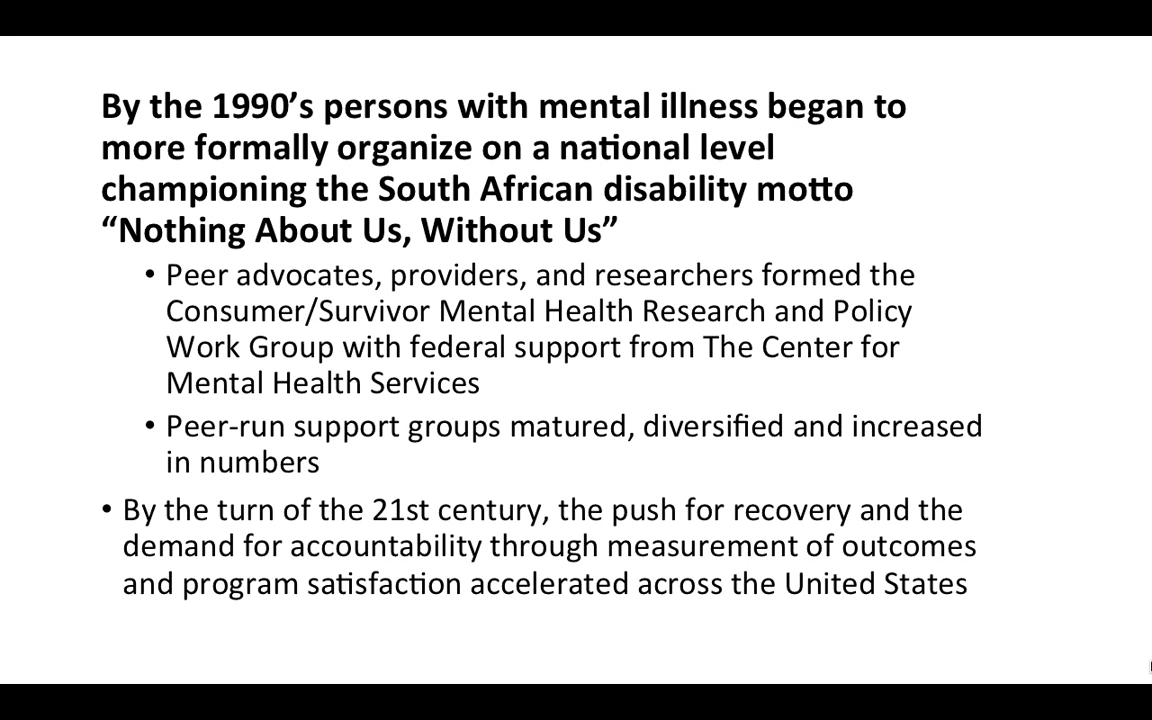 By the 1990’s persons with mental illness began to
more formally organize on a national level
championing the South African disability motto
“Nothing About Us, Without Us”
• Peer advocates, providers, and researchers formed the
Consumer/Survivor Mental Health Research and Policy
Work Group with federal support from The Center for
Mental Health Services
• Peer-run support groups matured, diversified and increased
in numbers
• By the turn of the 21st century, the push for recovery and the
demand for accountability through measurement of outcomes
and program satisfaction accelerated across the United States